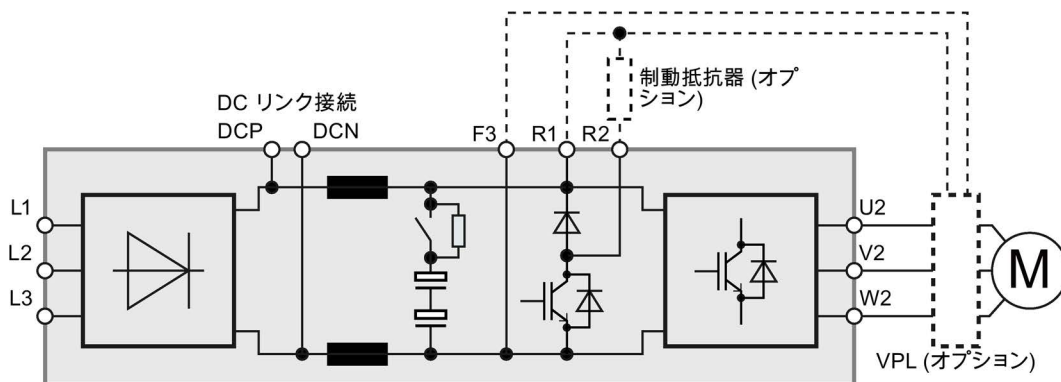 DC リンク接続
DCP
DCN
F3
R1
R2
制動抵抗器 (オプ
ション)
L1
L2
L3
U2
V2
W2
M
VPL (オプション)